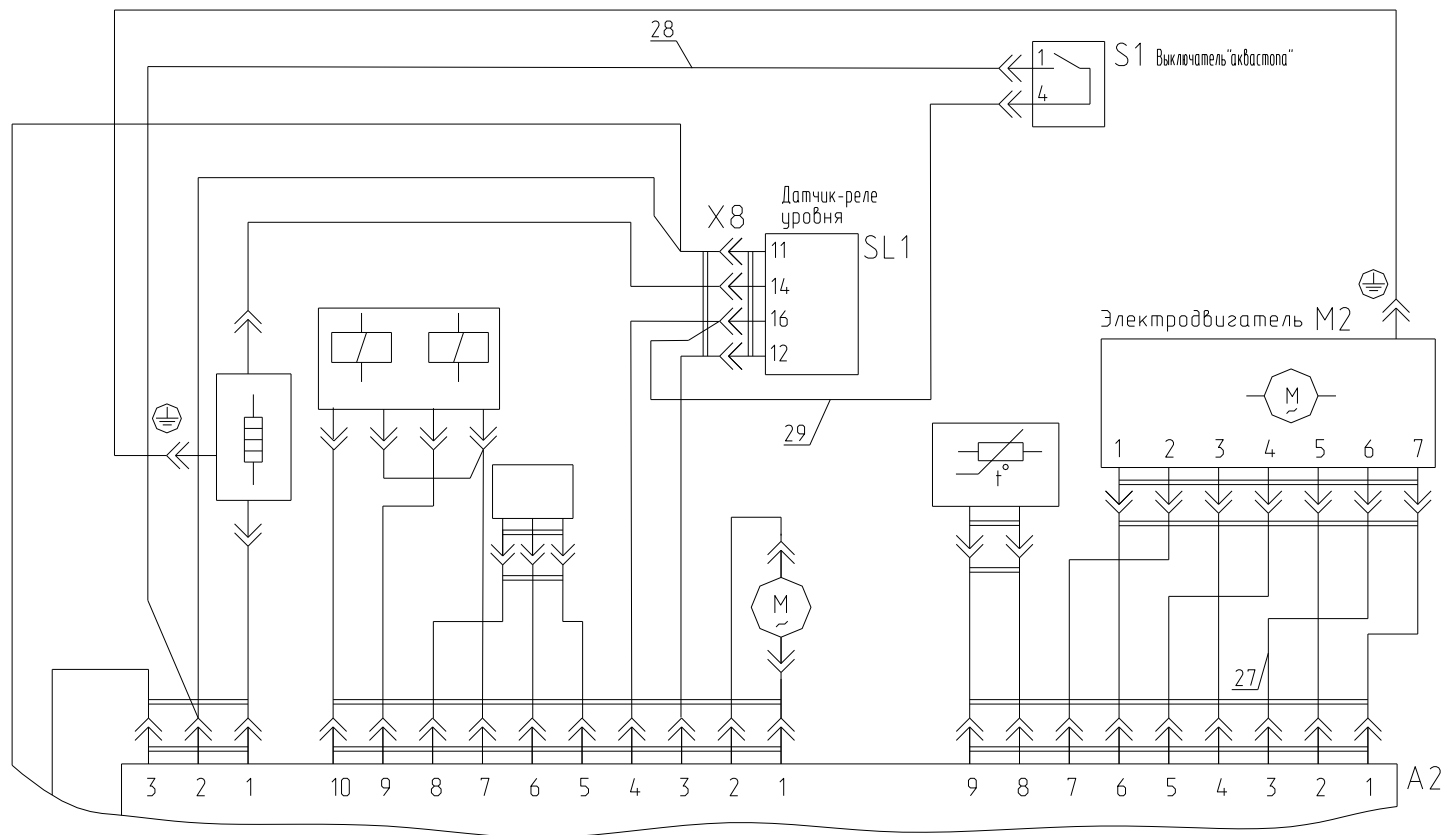 28
1
S1 Выключатель"аквастопа"
4
Датчик-реле
уровня
X8
11
SL1
14
16
12
Электродвигатель M2
M
~
29
t°
1 2 3 4 5 6 7
M
~
27
3 2 1 10 9 8 7 6 5 4 3 2 1 9 8 7 6 5 4 3 2 1 A2